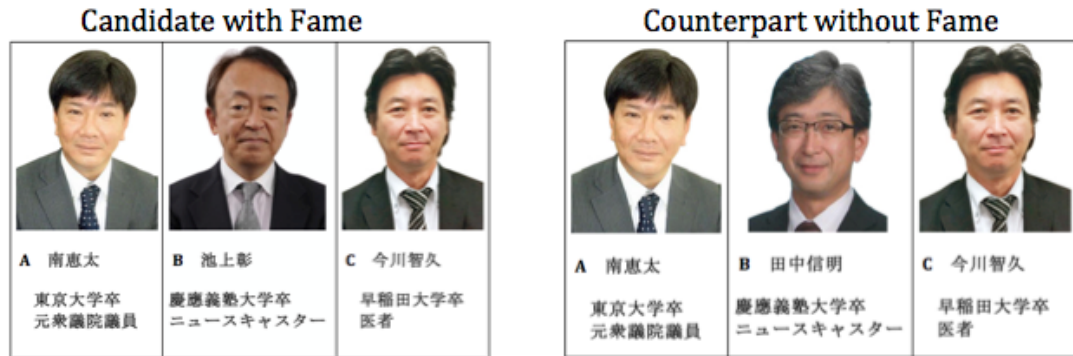 Candidate with Fame
A 南恵太
東京大学卒
元衆議院議員
B 池上彰
慶應義塾大学卒
ニュースキャスター
C 今川智久
早稲田大学卒
医者
Counterpart without Fame
A 南恵太
東京大学卒
元衆議院議員
B 田中信明
慶應義塾大学卒
ニュースキャスター
C 今川智久
早稲田大学卒
医者